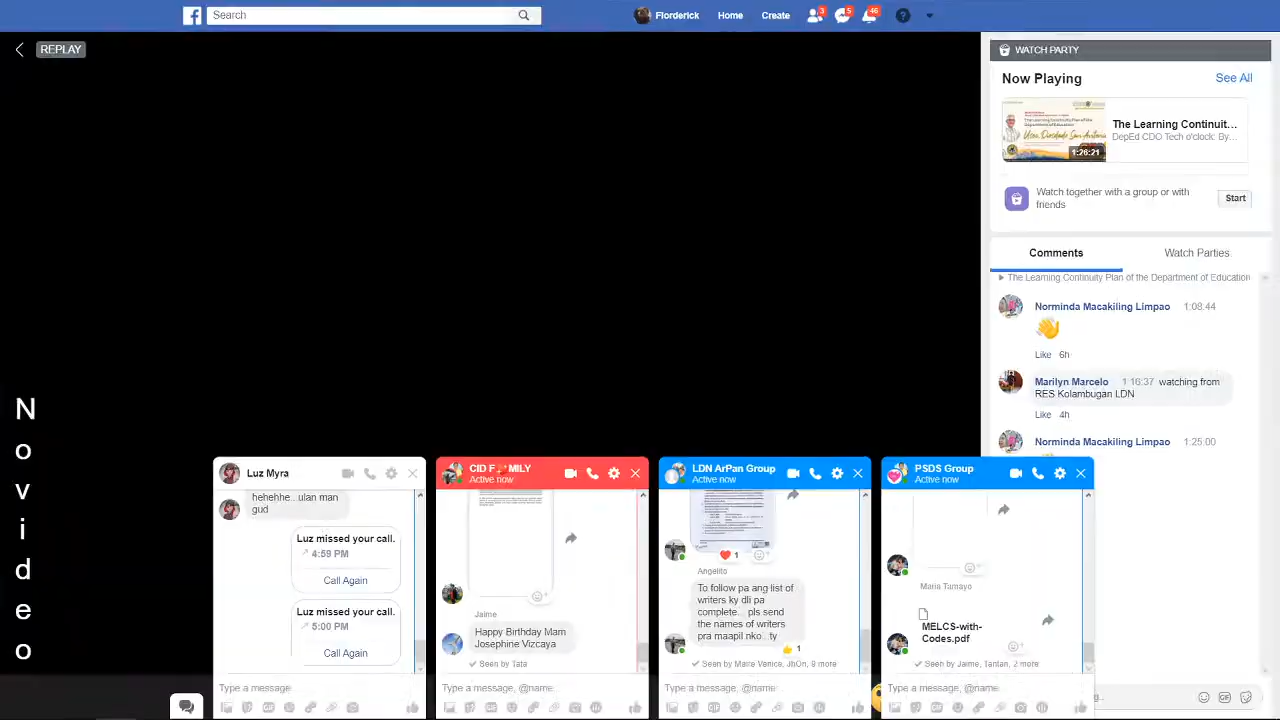 Search
Florderick
Home
Create
3
5
46
?
REPLAY
WATCH PARTY
Now Playing
See All
The Learning Continuit...
DepEd CDO Tech o'clock: By...
1:26:21
Watch together with a group or with
friends
Start
Comments
Watch Parties
The Learning Continuity Plan of the Department of Education
Norminda Macakiling Limpao 1:08:44
Like 6h
Marilyn Marcelo 1:16:37 watching from
RES Kolambugan LDN
Like 4h
Norminda Macakiling Limpao 1:25:00
N
o
v
i
d
e
o
Luz Myra
hehehhe...ulan man
gud
Luz missed your call.
4:59 PM
Call Again
Luz missed your call.
5:00 PM
Call Again
Type a message
CID F MILY
Active now
Jaime
Happy Birthday Mam
Josephine Vizcaya
Seen by Tata
Type a message, @name
LDN ArPan Group
Active now
1
Angelito
To follow pa ang list of
writers ky dli pa
complete... pls send
the names of writers
pra maapil nko...ty
1
Seen by Maire Venice, JhOn, 9 more
Type a message, @name
PSDS Group
Active now
Maria Tamayo
MELCS-with-
Codes.pdf
Seen by Jaime, Tantan, 2 more
Type a message, @name